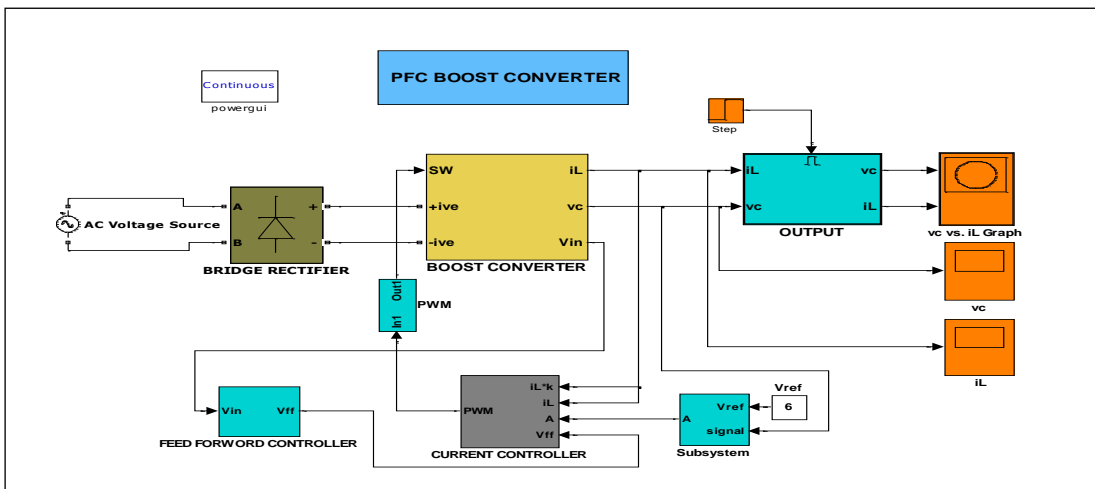 PFC BOOST CONVERTER
Continuous
powergui
Step
SW
iL
+ive
vc
-ive
Vin
BOOST CONVERTER
iL
vc
vc
iL
OUTPUT
vc vs. iL Graph
AC Voltage Source
A
+
B
-
BRIDGE RECTIFIER
Out1
In1
PWM
vc
iL
Vin
Vff
FEED FORWORD CONTROLLER
PWM
iL*k
iL
A
Vff
CURRENT CONTROLLER
A
Vref
signal
Subsystem
Vref
6